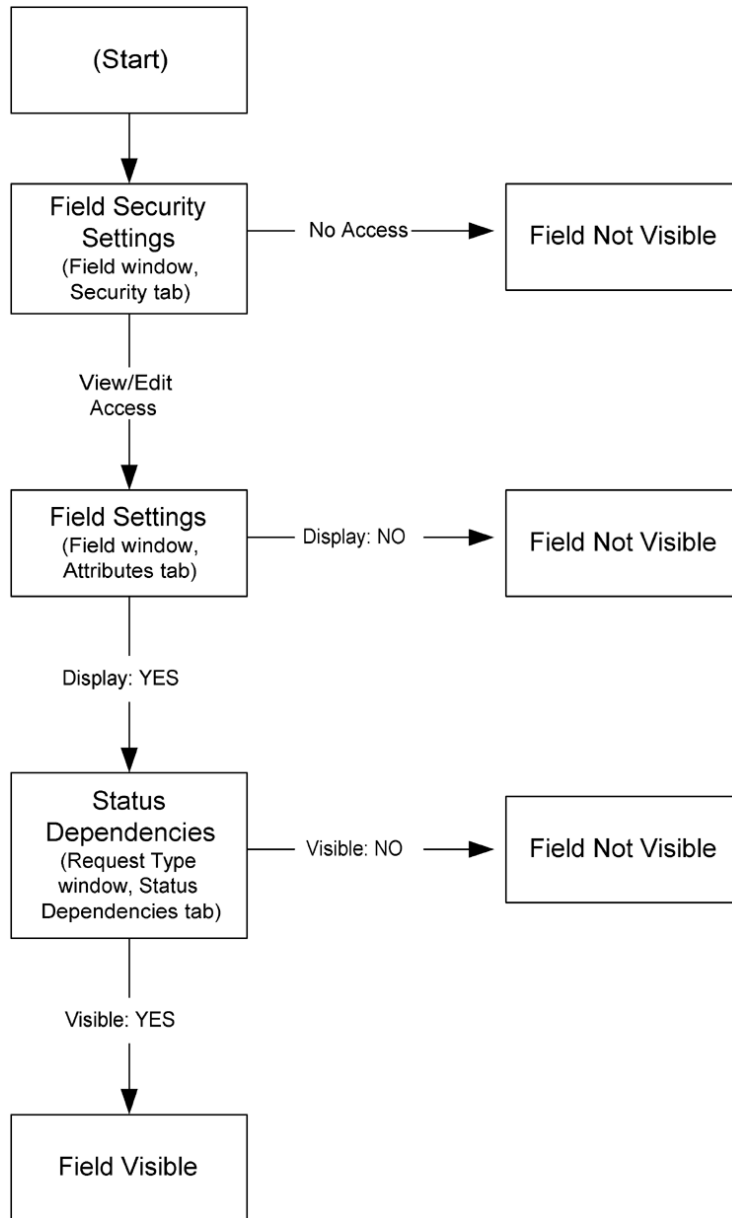 (Start)
Field Security
Settings
(Field window,
Security tab)
No Access
Field Not Visible
View/Edit
Access
Field Settings
(Field window,
Attributes tab)
Display: NO
Field Not Visible
Display: YES
Status
Dependencies
(Request Type
window, Status
Dependencies tab)
Visible: NO
Field Not Visible
Visible: YES
Field Visible